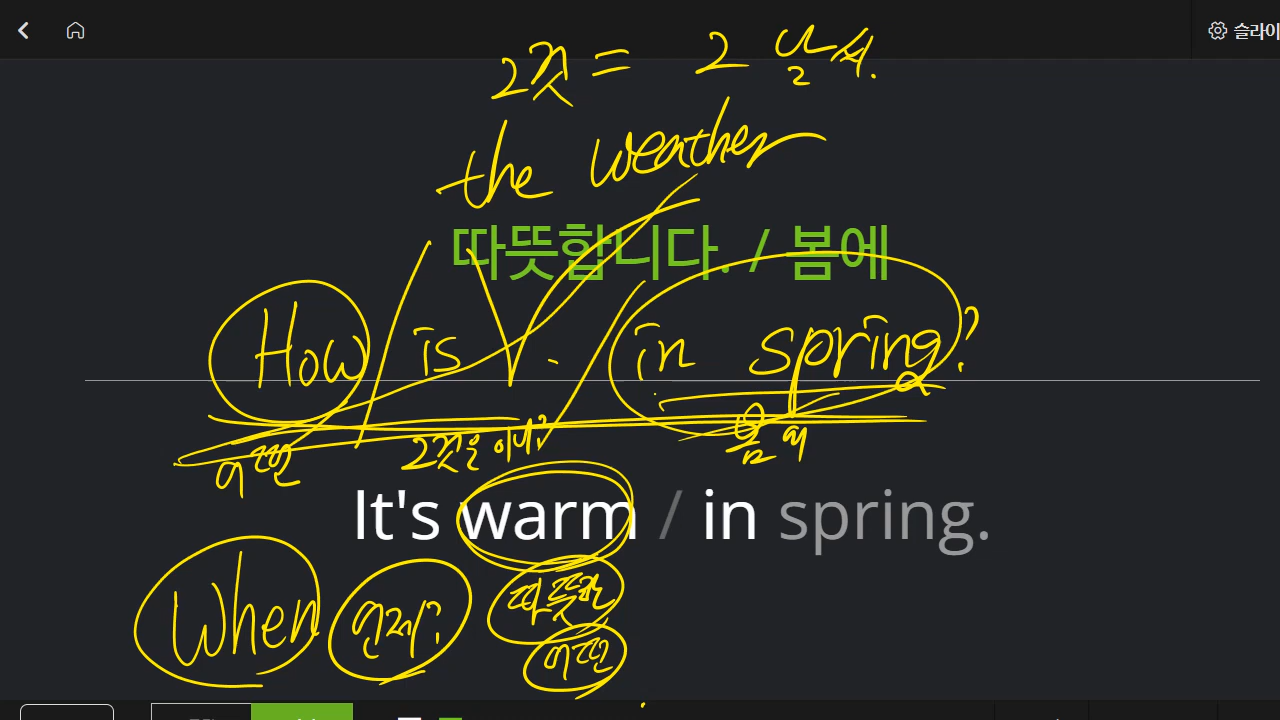 슬라이
그것 = 그 날씨.
the weather
따뜻합니다. / 봄에
How / is / in spring?
어떤 그것은 이니? 봄에
It's warm / in spring.
When 언제? 따뜻한
어떤